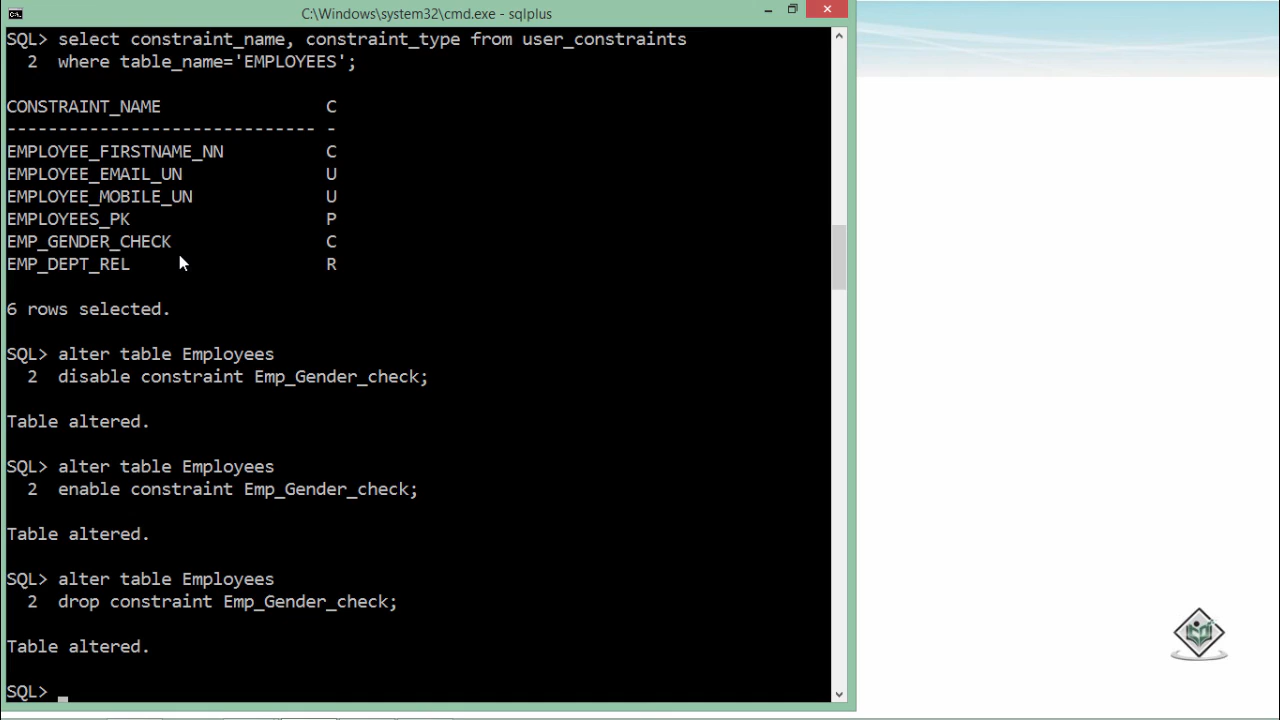 C:\Windows\system32\cmd.exe - sqlplus
SQL> select constraint_name, constraint_type from user_constraints
  2  where table_name='EMPLOYEES';
CONSTRAINT_NAME                C
------------------------------ -
EMPLOYEE_FIRSTNAME_NN          C
EMPLOYEE_EMAIL_UN              U
EMPLOYEE_MOBILE_UN             U
EMPLOYEES_PK                   P
EMP_GENDER_CHECK               C
EMP_DEPT_REL                   R
6 rows selected.
SQL> alter table Employees
  2  disable constraint Emp_Gender_check;
Table altered.
SQL> alter table Employees
  2  enable constraint Emp_Gender_check;
Table altered.
SQL> alter table Employees
  2  drop constraint Emp_Gender_check;
Table altered.
SQL>